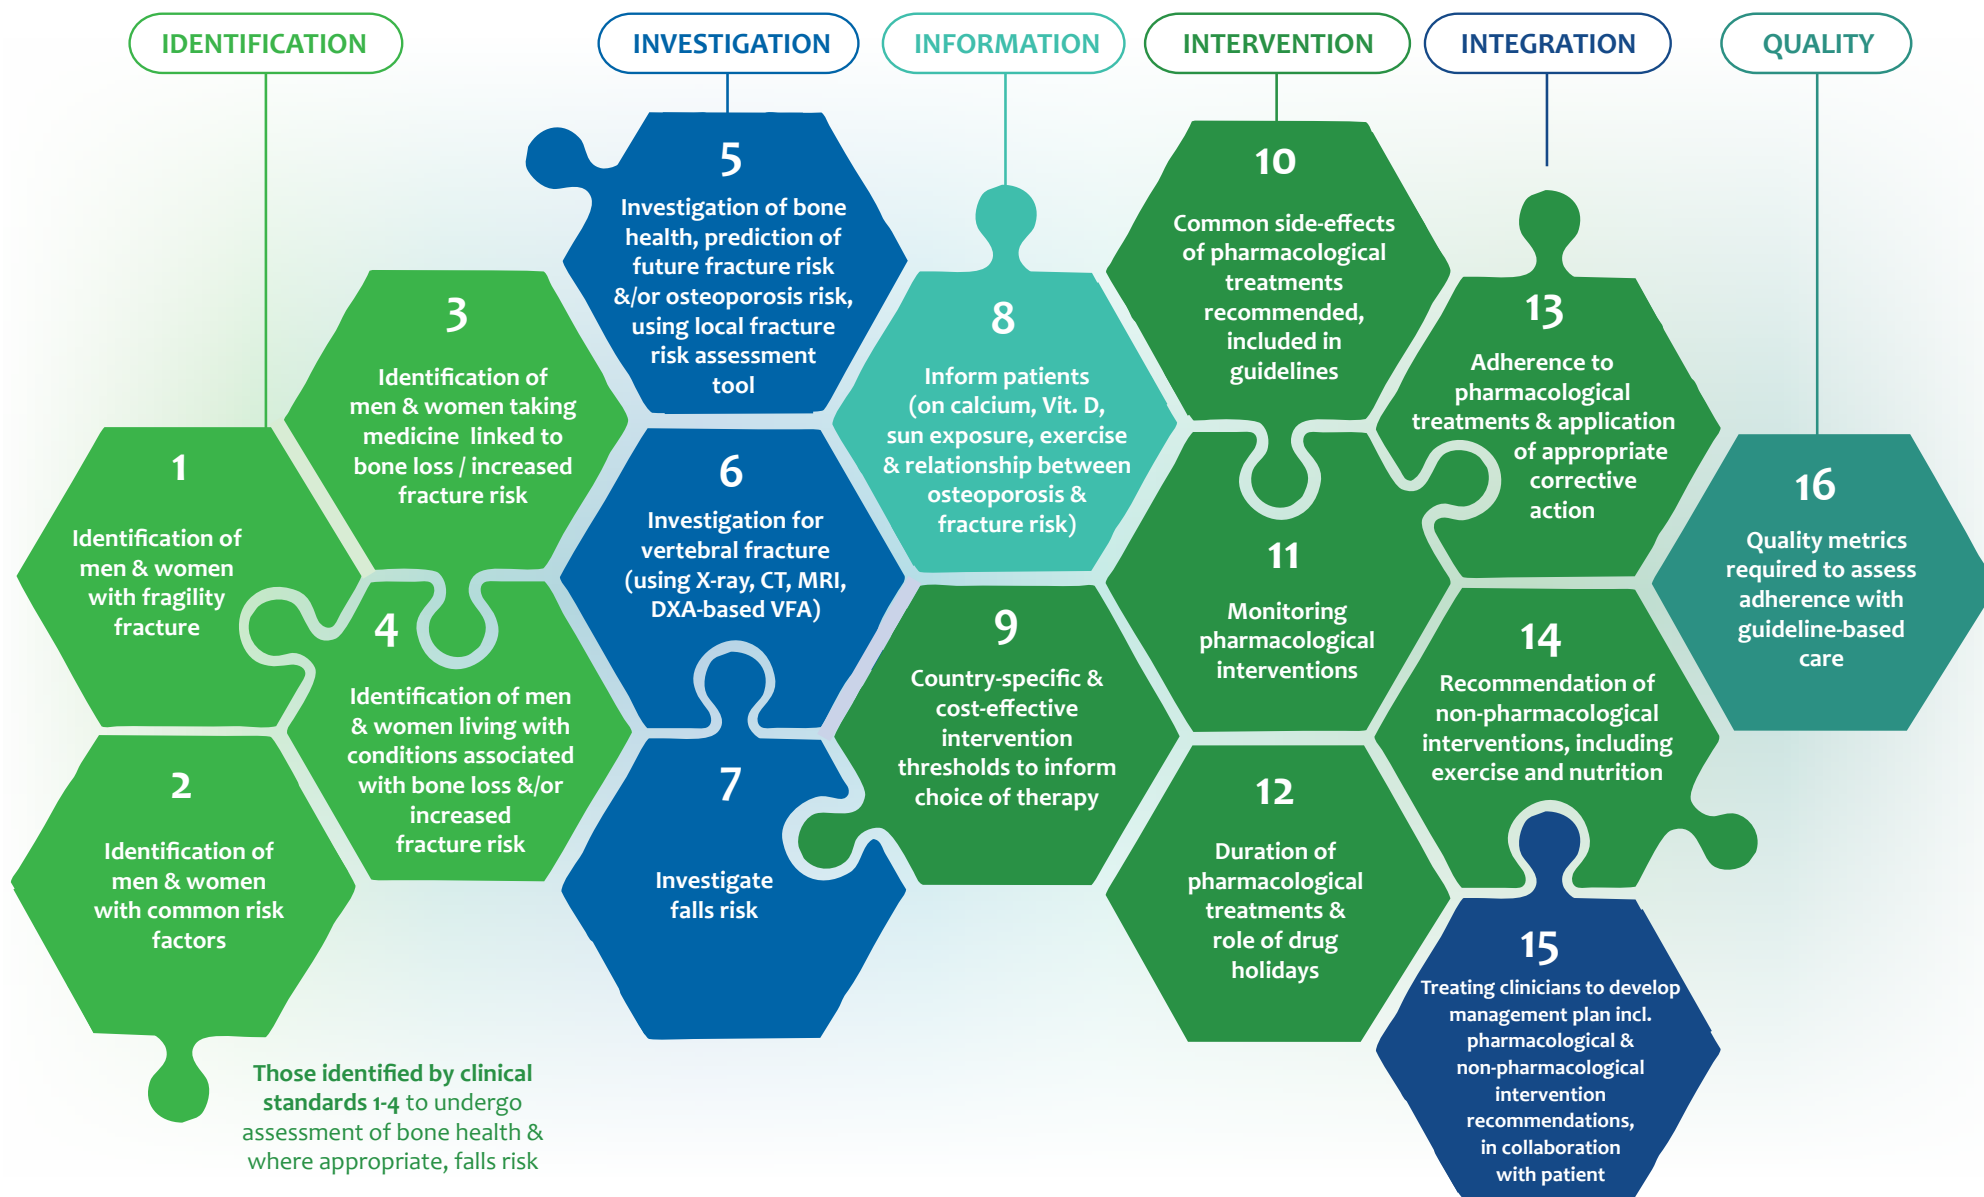 IDENTIFICATION
INVESTIGATION
INFORMATION
INTERVENTION
INTEGRATION
QUALITY
1
Identification of
men & women
with fragility
fracture
2
Identification of
men & women
with common risk
factors
3
Identification of
men & women taking
medicine linked to
bone loss / increased
fracture risk
4
Identification of men
& women living with
conditions associated
with bone loss &/or
increased
fracture risk
Those identified by clinical
standards 1-4 to undergo
assessment of bone health &
where appropriate, falls risk
5
Investigation of bone
health, prediction of
future fracture risk
&/or osteoporosis risk,
using local fracture
risk assessment
tool
6
Investigation for
vertebral fracture
(using X-ray, CT, MRI,
DXA-based VFA)
7
Investigate
falls risk
8
Inform patients
(on calcium, Vit. D,
sun exposure, exercise
& relationship between
osteoporosis &
fracture risk)
9
Country-specific &
cost-effective
intervention
thresholds to inform
choice of therapy
10
Common side-effects
of pharmacological
treatments
recommended,
included in
guidelines
11
Monitoring
pharmacological
interventions
12
Duration of
pharmacological
treatments &
role of drug
holidays
13
Adherence to
pharmacological
treatments & application
of appropriate
corrective
action
14
Recommendation of
non-pharmacological
interventions, including
exercise and nutrition
15
Treating clinicians to develop
management plan incl.
pharmacological &
non-pharmacological
intervention
recommendations,
in collaboration
with patient
16
Quality metrics
required to assess
adherence with
guideline-based
care